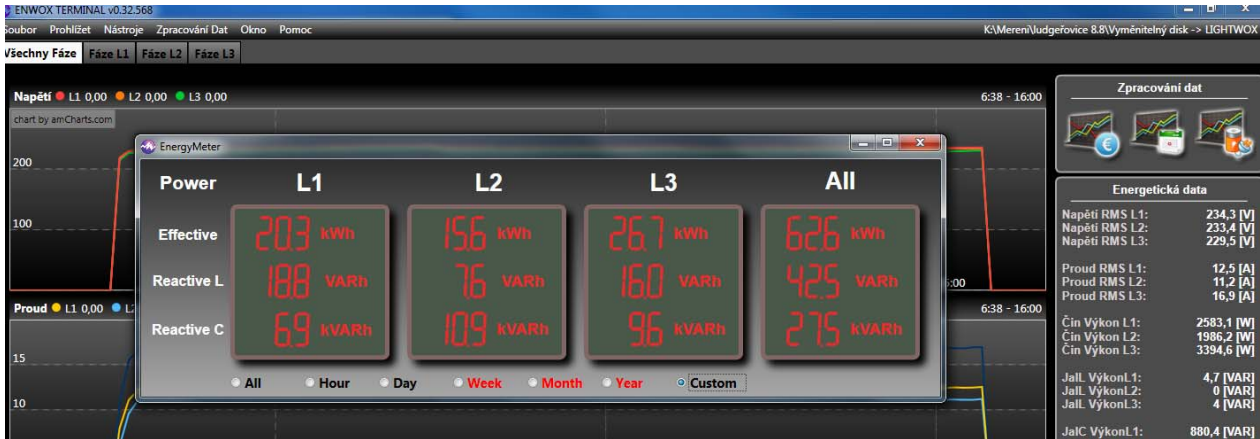 ENWOX TERMINAL v0.32.568
Soubor Prohlížet Nástroje Zpracování Dat Okno Pomoc K:\Mereni\ludgeřovice 8.8\Vyměnitelný disk -> LIGHTWOX
Všechny Fáze Fáze L1 Fáze L2 Fáze L3
Napětí L1 0,00 L2 0,00 L3 0,00 6:38 - 16:00
chart by amCharts.com
200
100
:00
EnergyMeter
Power L1 L2 L3 All
Effective 20.3 kWh 15.6 kWh 26.7 kWh 62.6 kWh
Reactive L 18.8 VARh 7.6 VARh 16.0 VARh 42.5 VARh
Reactive C 6.9 kVARh 10.9 kVARh 9.6 kVARh 27.5 kVARh
All Hour Day Week Month Year Custom
Proud L1 0,00 L2 6:38 - 16:00
15
10
Zpracování dat
Energetická data
Napětí RMS L1: 234,3 [V]
Napětí RMS L2: 233,4 [V]
Napětí RMS L3: 229,5 [V]
Proud RMS L1: 12,5 [A]
Proud RMS L2: 11,2 [A]
Proud RMS L3: 16,9 [A]
Čin Výkon L1: 2583,1 [W]
Čin Výkon L2: 1986,2 [W]
Čin Výkon L3: 3394,6 [W]
JalL VýkonL1: 4,7 [VAR]
JalL VýkonL2: 0 [VAR]
JalL VýkonL3: 4 [VAR]
JalC VýkonL1: 880,4 [VAR]